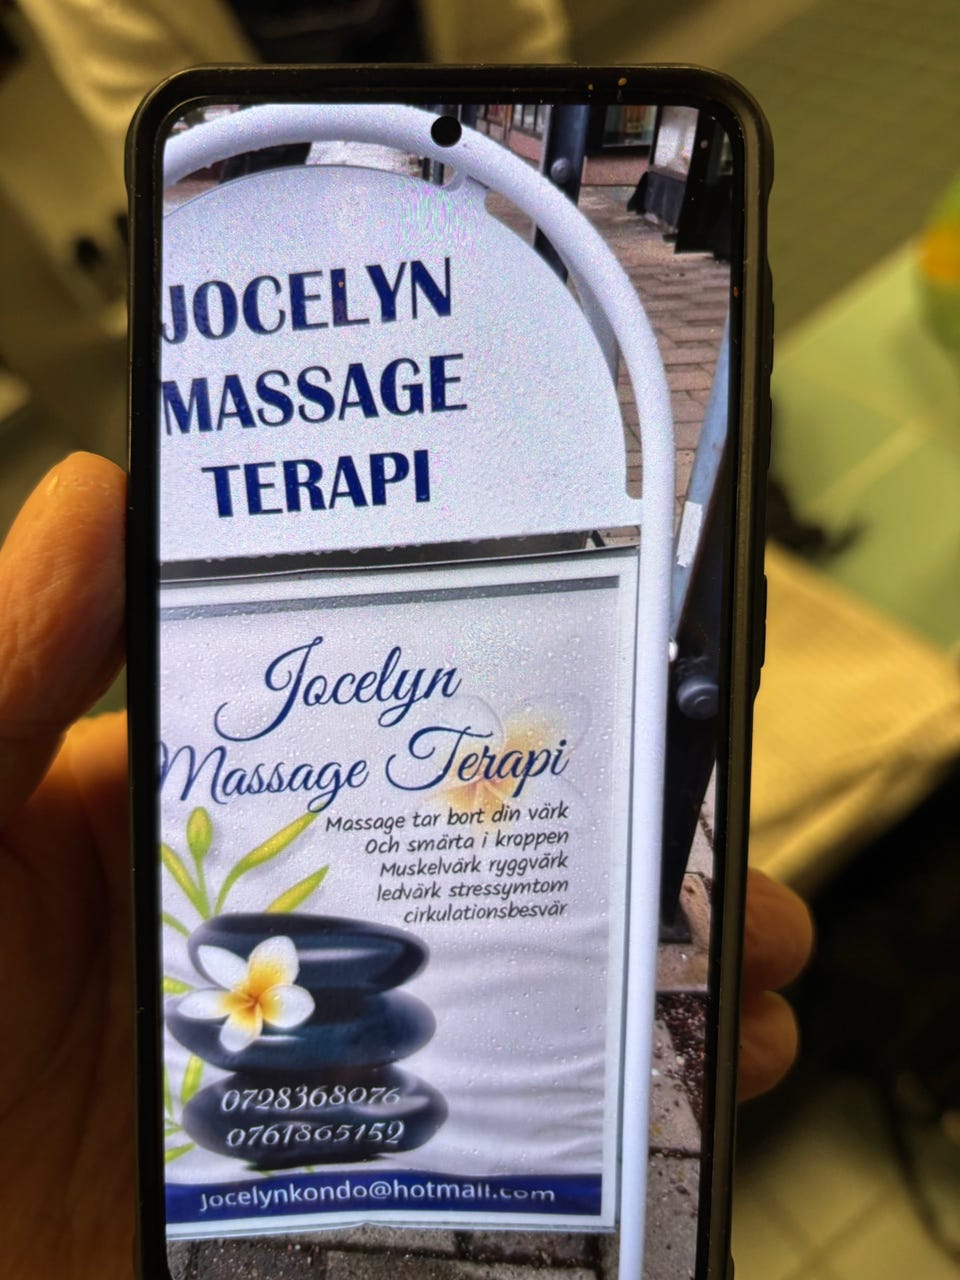 JOCELYN
MASSAGE
TERAPI
Jocelyn
Massage Terapi
Massage tar bort din värk
Och smärta i kroppen
Muskelvärk ryggvärk
ledvärk stressymtom
cirkulationsbesvär
0728368076
0761865152
Jocelynkondo@hotmail.com